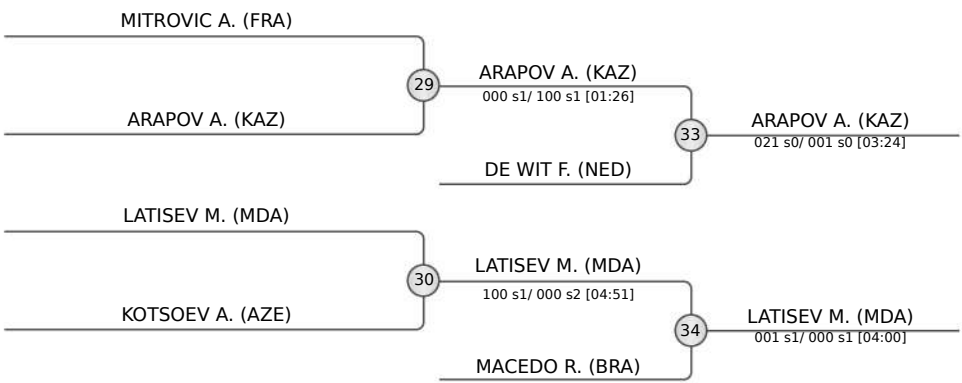 MITROVIC A. (FRA)
29
ARAPOV A. (KAZ)
ARAPOV A. (KAZ)
000 s1/ 100 s1 [01:26]
33
DE WIT F. (NED)
ARAPOV A. (KAZ)
021 s0/ 001 s0 [03:24]
LATISEV M. (MDA)
30
KOTSOEV A. (AZE)
LATISEV M. (MDA)
100 s1/ 000 s2 [04:51]
34
MACEDO R. (BRA)
LATISEV M. (MDA)
001 s1/ 000 s1 [04:00]